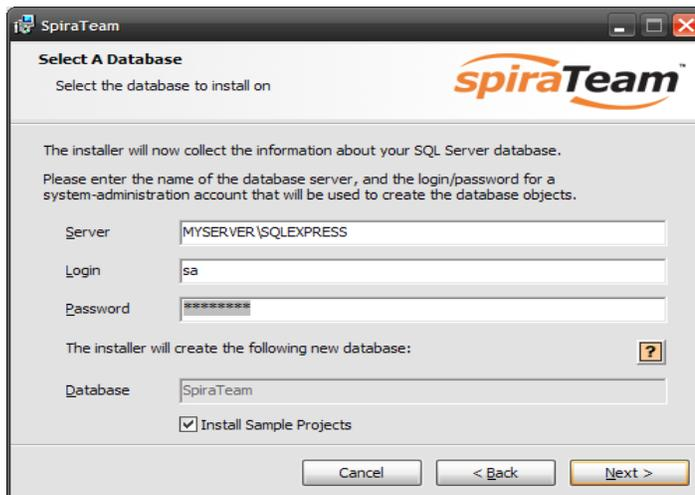 SpiraTeam
Select A Database
Select the database to install on
spiraTeam™
The installer will now collect the information about your SQL Server database.
Please enter the name of the database server, and the login/password for a
system-administration account that will be used to create the database objects.
Server
MYSERVER\SQLEXPRESS
Login
sa
Password
********
The installer will create the following new database:
?
Database
SpiraTeam
Install Sample Projects
Cancel
< Back
Next >